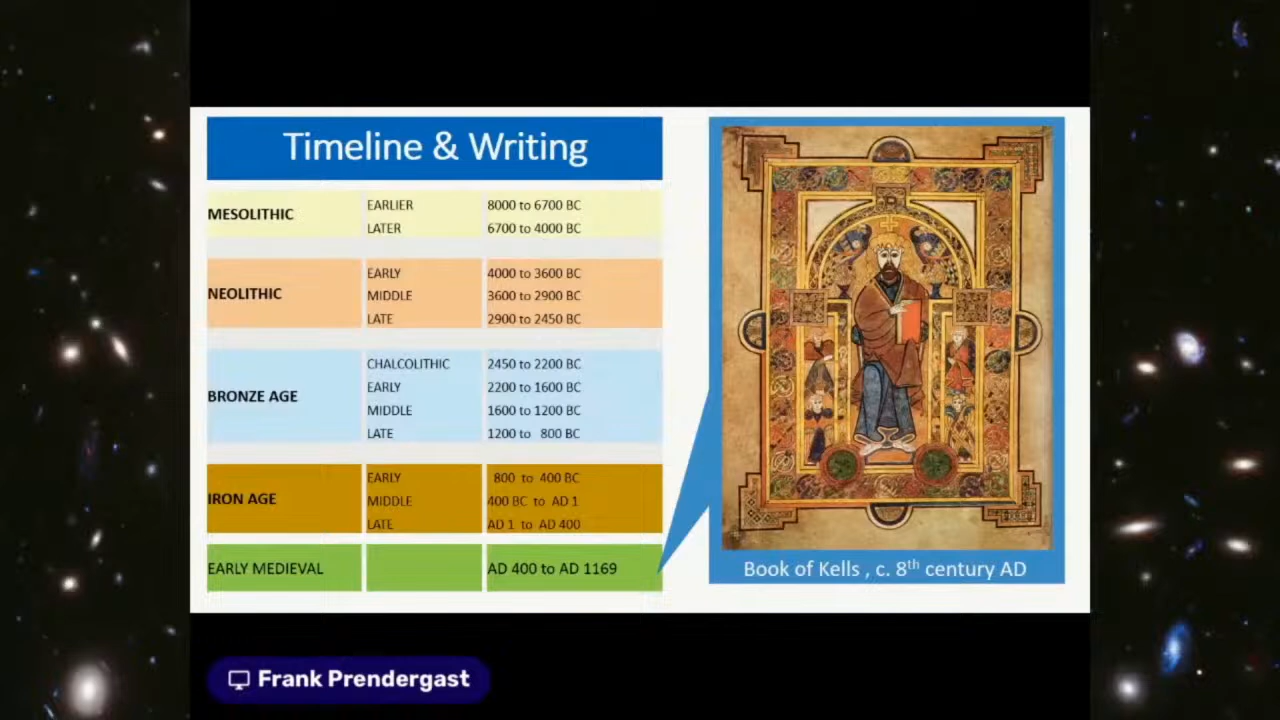 Timeline & Writing
MESOLITHIC
EARLIER 8000 to 6700 BC
LATER 6700 to 4000 BC
NEOLITHIC
EARLY 4000 to 3600 BC
MIDDLE 3600 to 2900 BC
LATE 2900 to 2450 BC
BRONZE AGE
CHALCOLITHIC 2450 to 2200 BC
EARLY 2200 to 1600 BC
MIDDLE 1600 to 1200 BC
LATE 1200 to 800 BC
IRON AGE
EARLY 800 to 400 BC
MIDDLE 400 BC to AD 1
LATE AD 1 to AD 400
EARLY MEDIEVAL AD 400 to AD 1169
Book of Kells , c. 8th century AD
Frank Prendergast